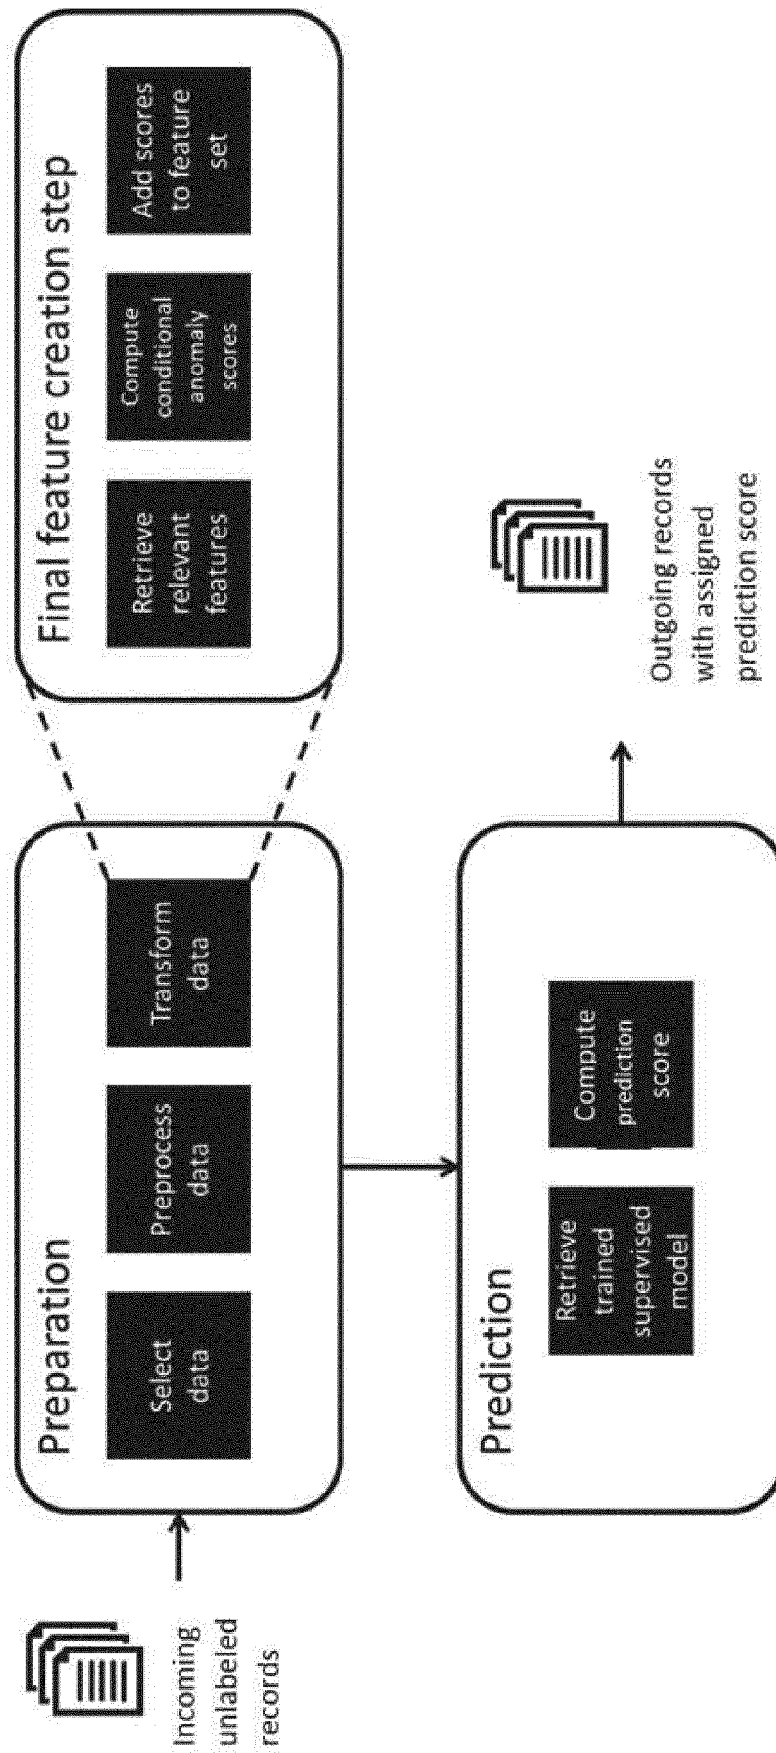 Incoming
unlabeled
records
Preparation
Select
data
Preprocess
data
Transform
data
Final feature creation step
Retrieve
relevant
features
Compute
conditional
anomaly
scores
Add scores
to feature
set
Prediction
Retrieve
trained
supervised
model
Compute
prediction
score
Outgoing records
with assigned
prediction score